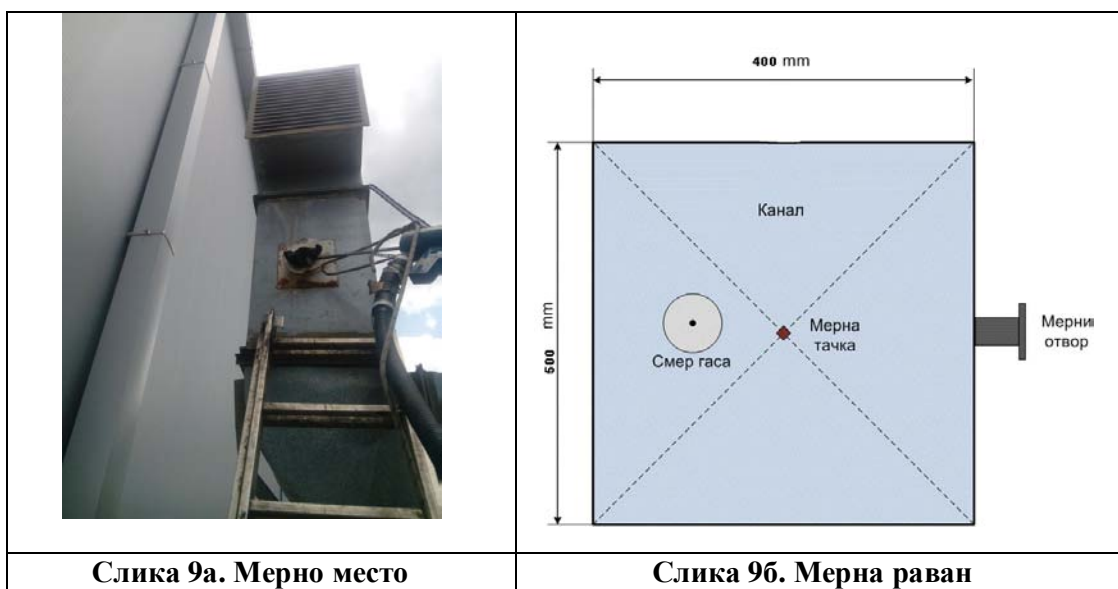 400 mm
500 mm
Канал
Мерна
тачка
Смер гаса
Мерни
отвор
Слика 9а. Мерно место
Слика 9б. Мерна раван